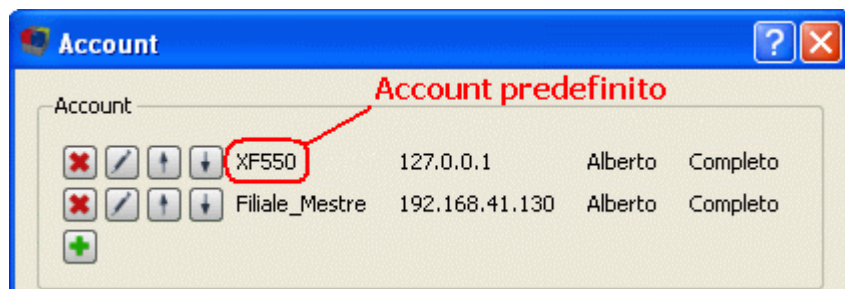 Account
Account predefinito
Account
XF550 127.0.0.1 Alberto Completo
Filiale_Mestre 192.168.41.130 Alberto Completo